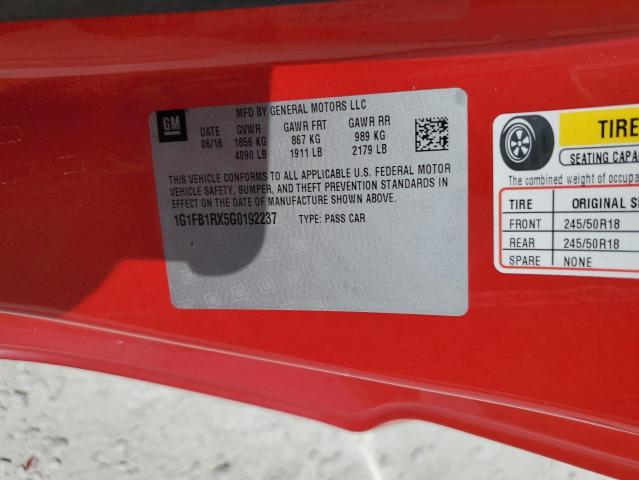 GM
MFD BY GENERAL MOTORS LLC
DATE GVWR GAWR FRT GAWR RR
06/16 1856 KG 867 KG 989 KG
4090 LB 1911 LB 2179 LB
THIS VEHICLE CONFORMS TO ALL APPLICABLE U.S. FEDERAL MOTOR
VEHICLE SAFETY, BUMPER, AND THEFT PREVENTION STANDARDS IN
EFFECT ON THE DATE OF MANUFACTURE SHOWN ABOVE.
1G1FB1RX5G0192237 TYPE: PASS CAR
TIRE
SEATING CAPA
The combined weight of occup
TIRE ORIGINAL S
FRONT 245/50R18
REAR 245/50R18
SPARE NONE